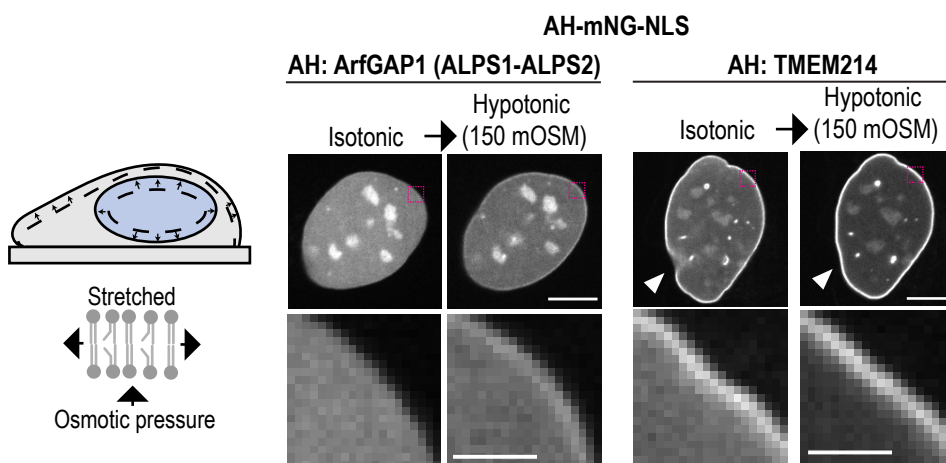 AH-mNG-NLS
AH: ArfGAP1 (ALPS1-ALPS2)
AH: TMEM214
Isotonic
Hypotonic
(150 mOSM)
Isotonic
Hypotonic
(150 mOSM)
Stretched
Osmotic pressure